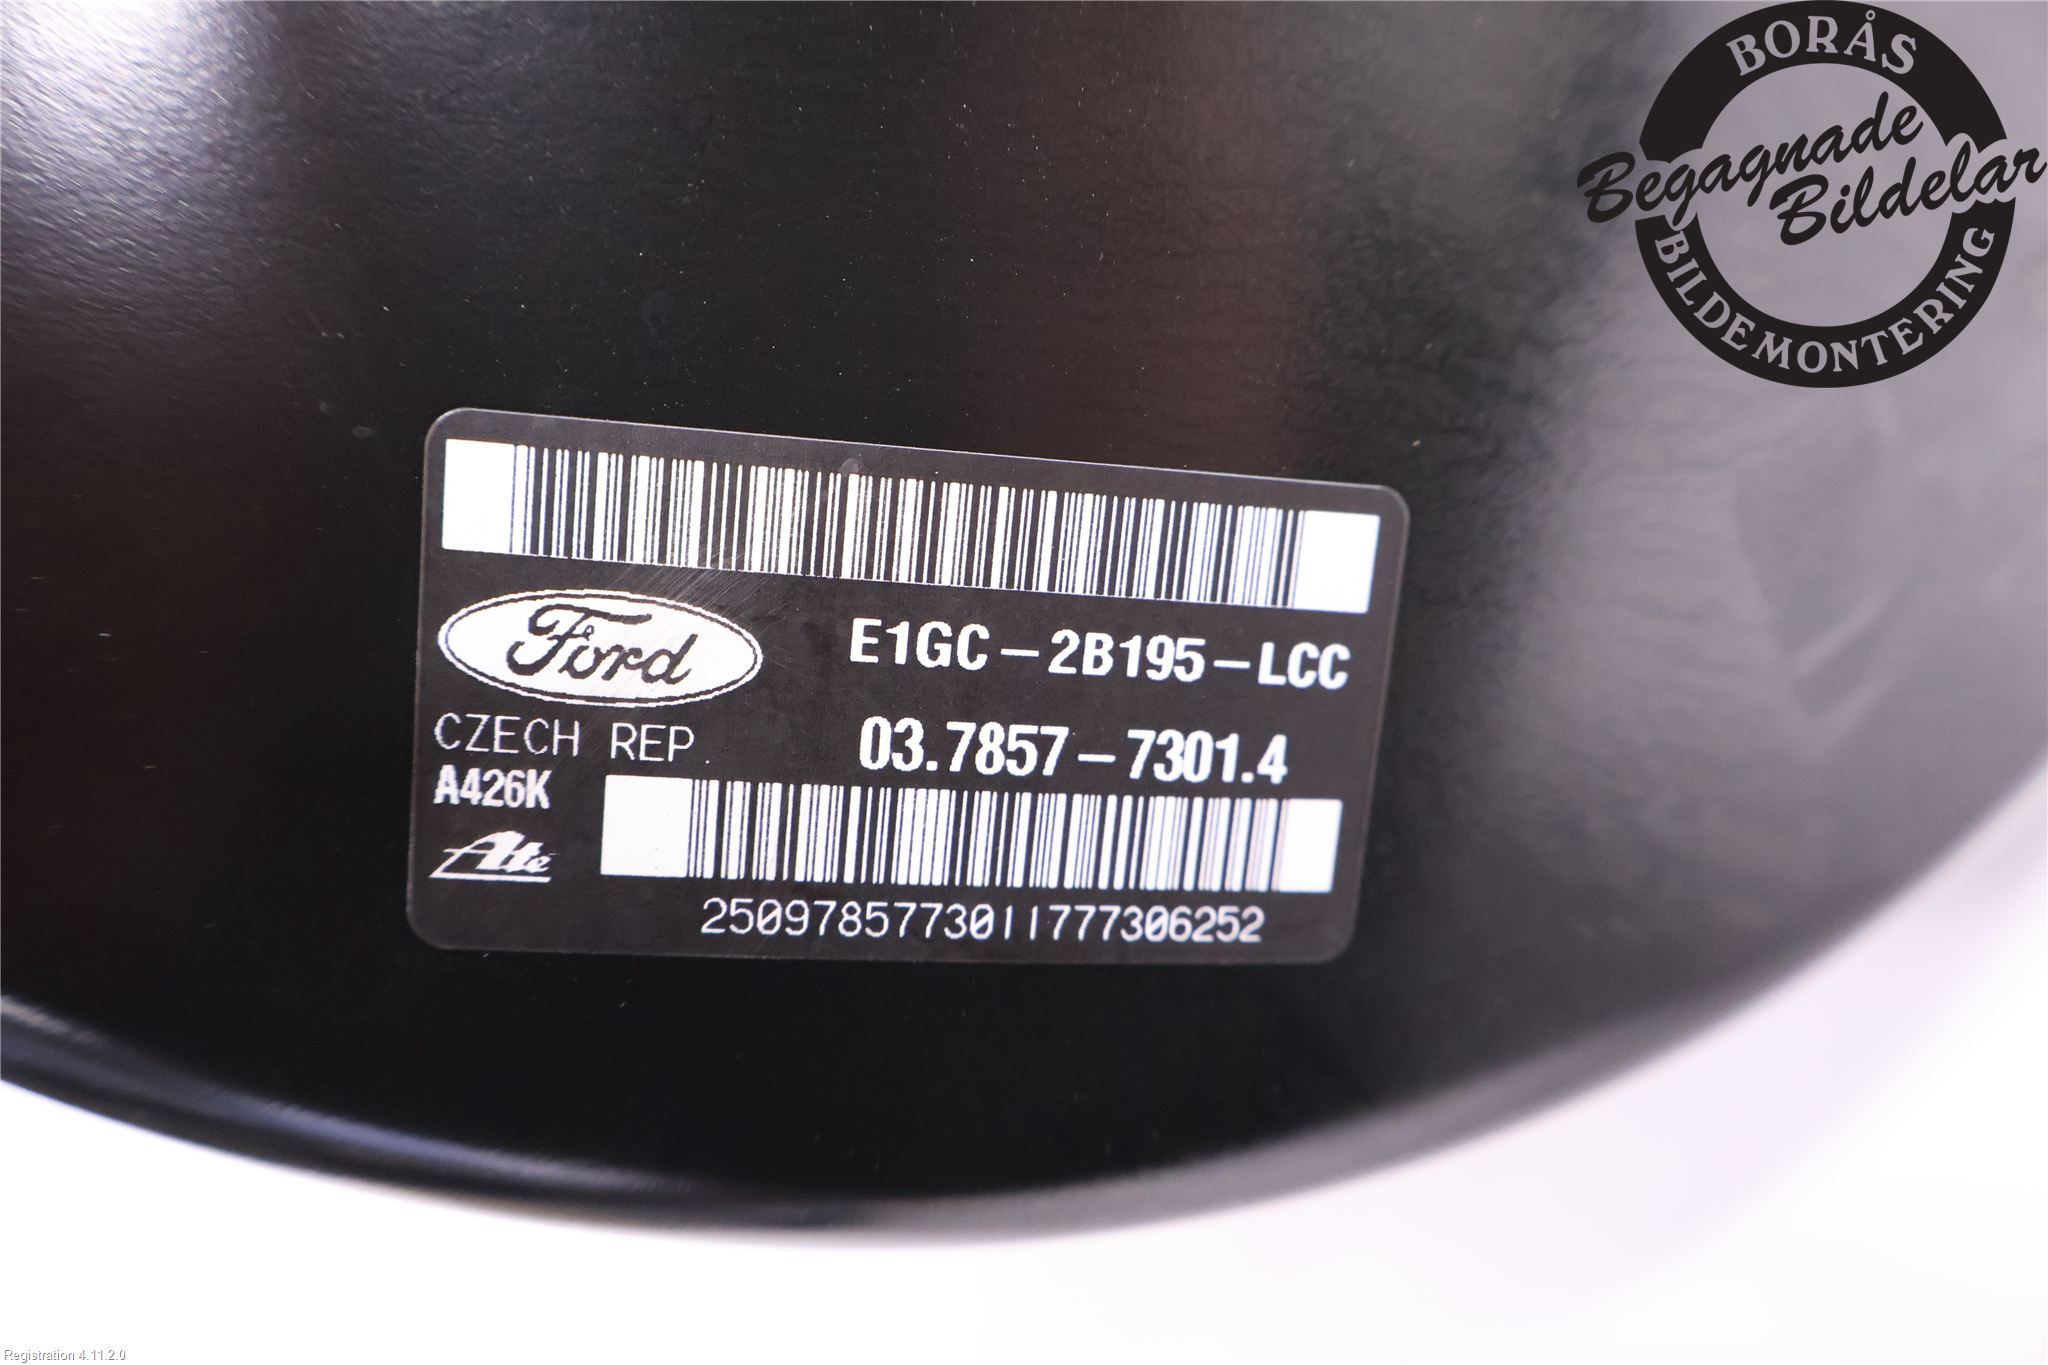 BORÅS
Begagnade
Bildelar
BILDEMONTERING
Ford
E1GC-2B195-LCC
CZECH REP.
03.7857-7301.4
A426K
Ate
2509785773011777306252
Registration 4.11.2.0